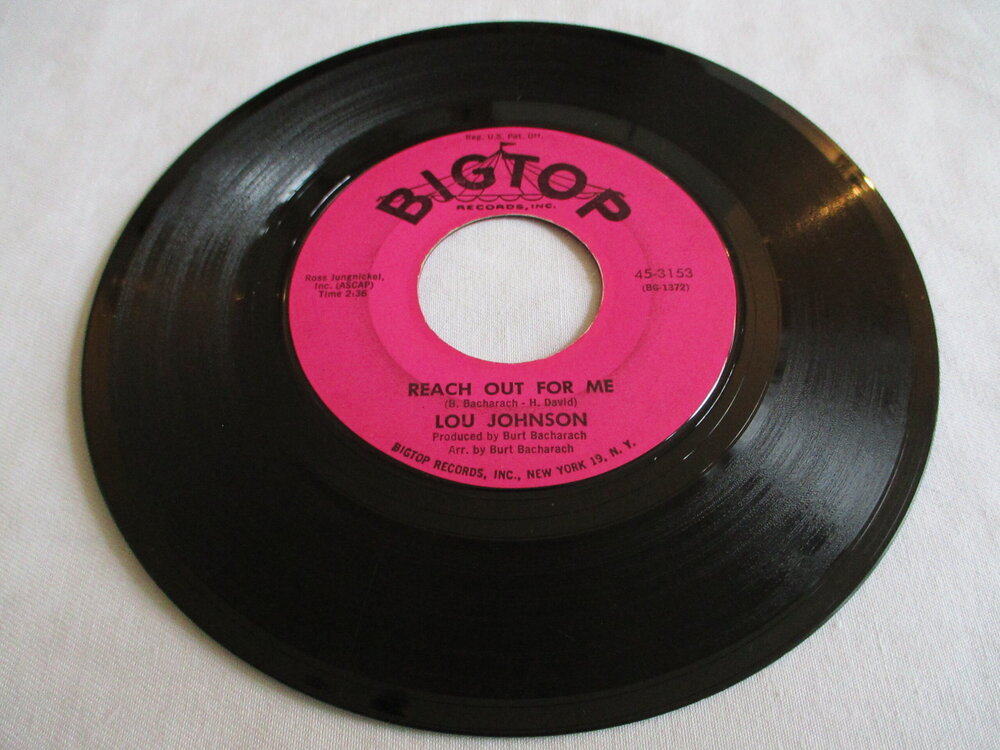 Reg. U.S. Pat. Off.
BIGTOP
RECORDS, INC.
Ross Jungnickel,
Inc. (ASCAP)
Time 2:36
45-3153
(BG-1372)
REACH OUT FOR ME
(B. Bacharach - H. David)
LOU JOHNSON
Produced by Burt Bacharach
Arr. by Burt Bacharach
BIGTOP RECORDS, INC., NEW YORK 19, N. Y.